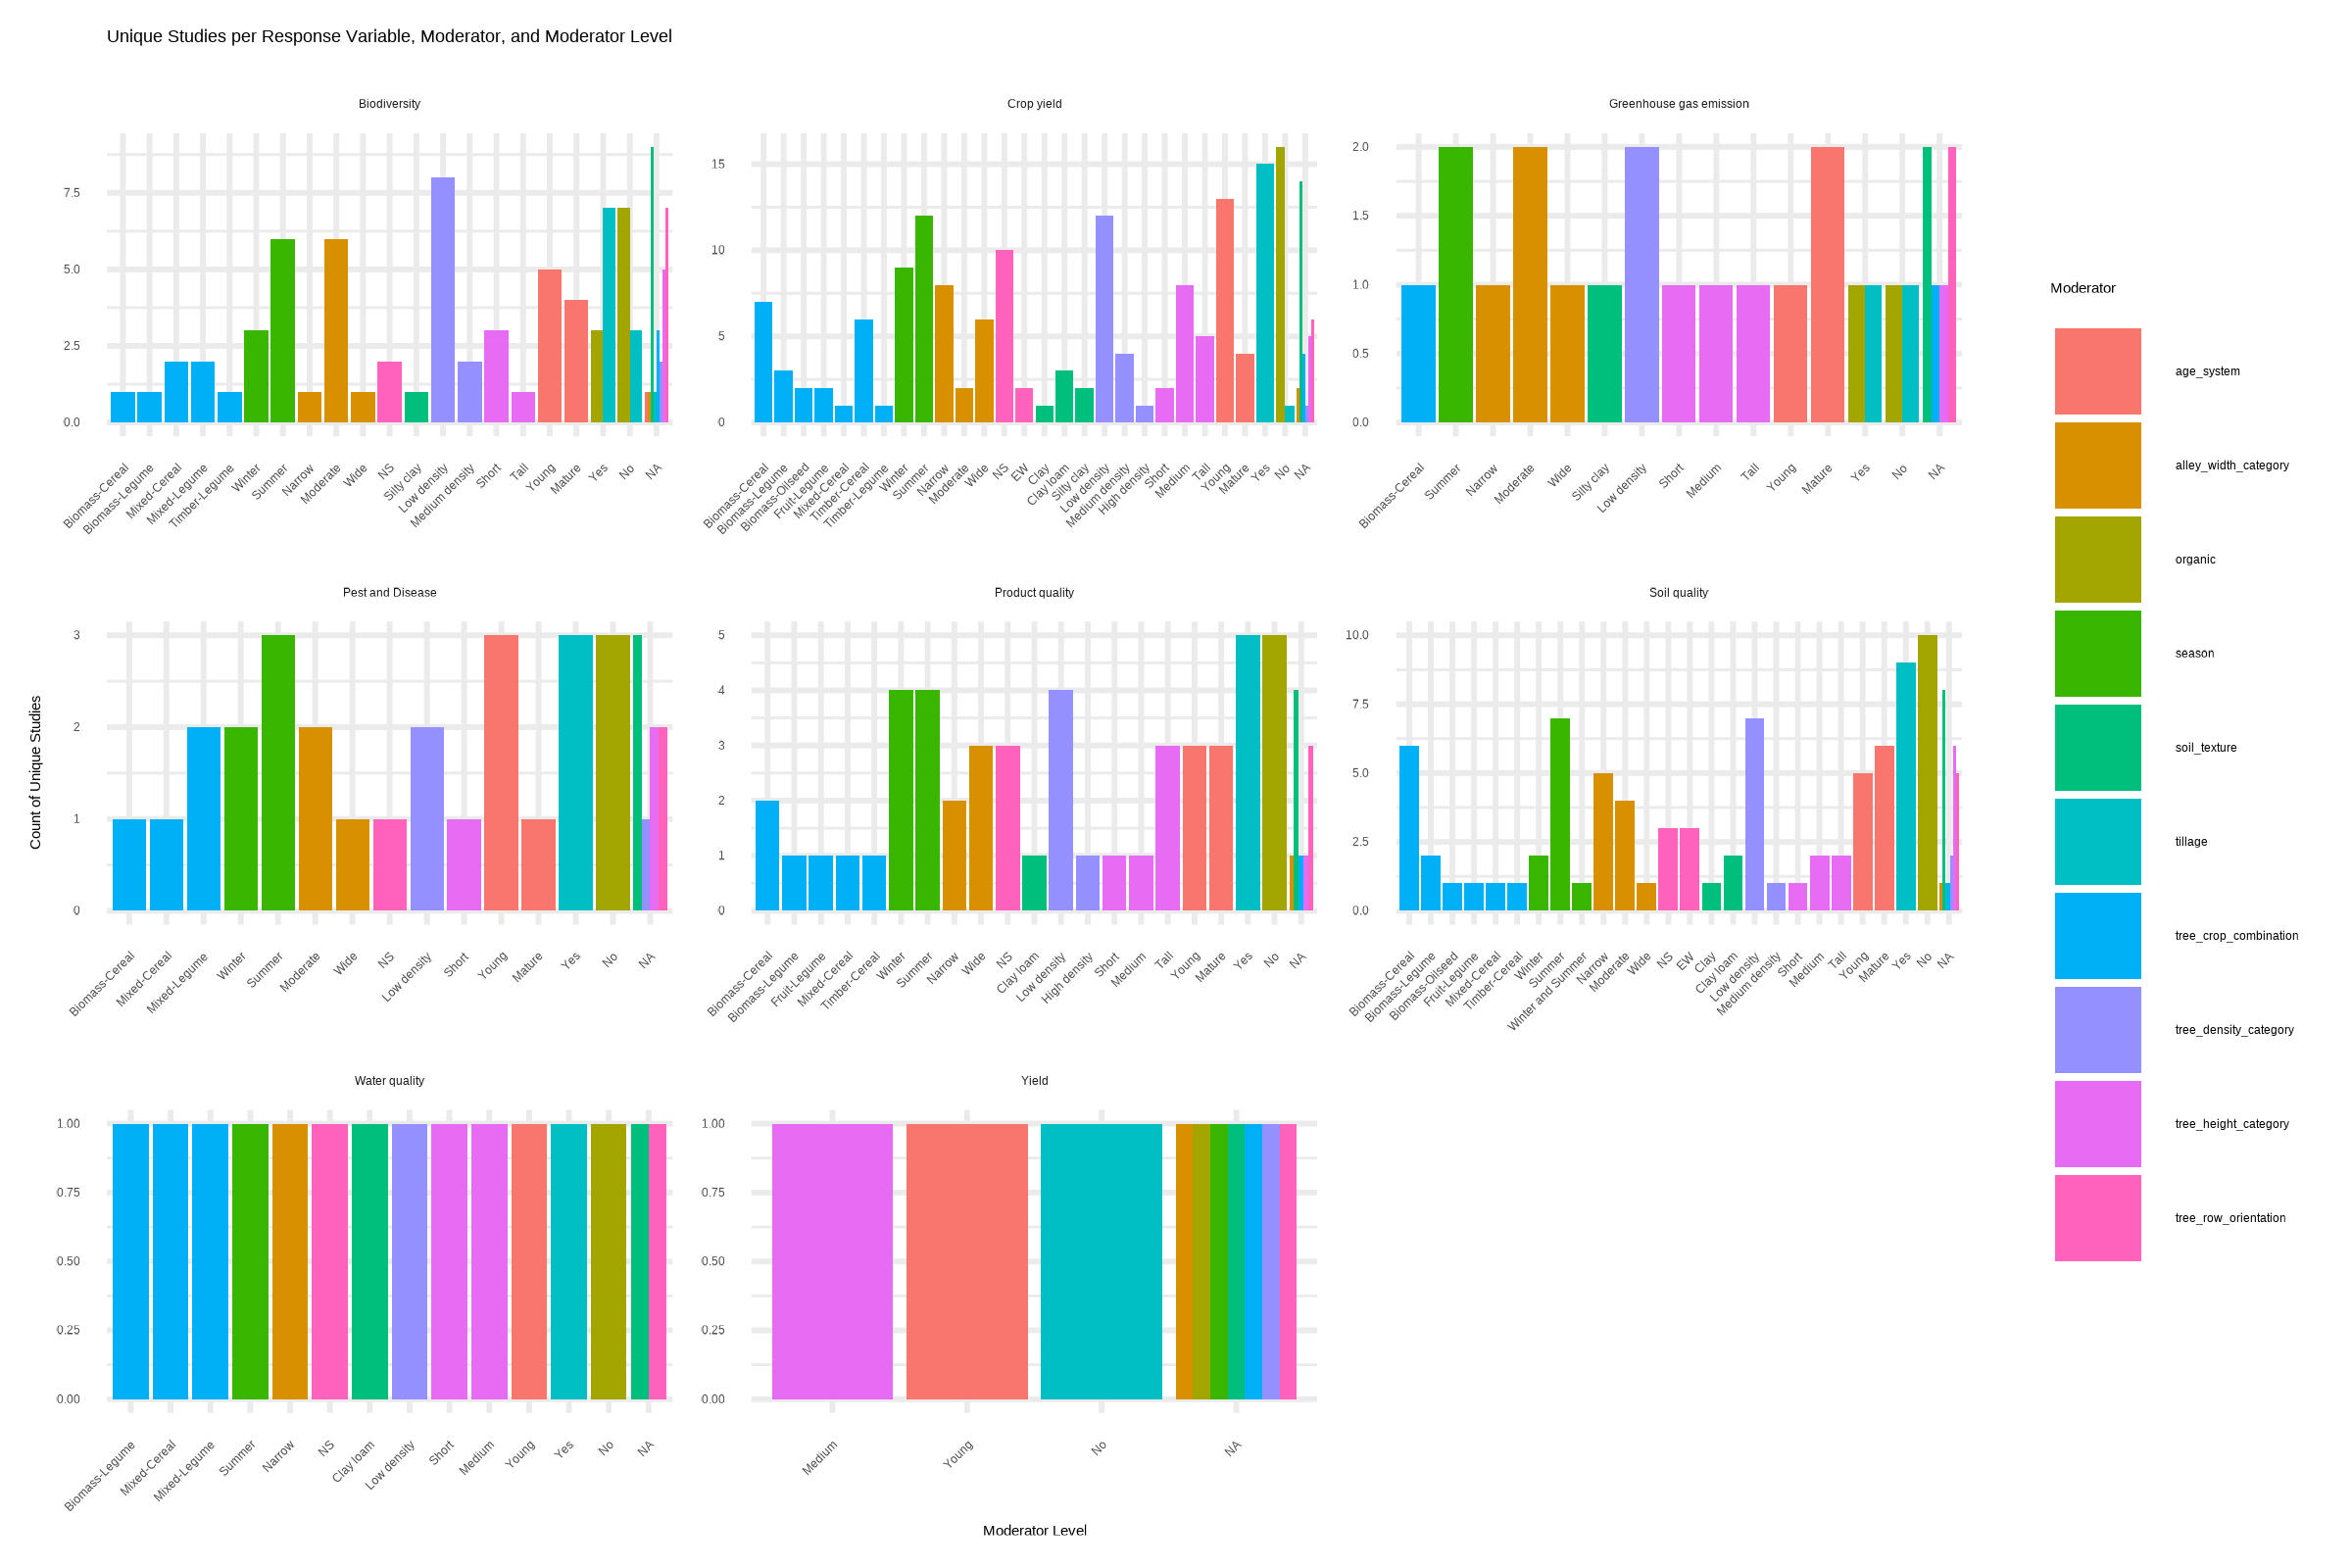 Unique Studies per Response Variable, Moderator, and Moderator Level
Biodiversity
7.5
5.0
2.5
0.0
Biomass-Cereal
Biomass-Legume
Mixed-Cereal
Mixed-Legume
Timber-Legume
Winter
Summer
Narrow
Moderate
Wide
NS
Silty clay
Low density
Medium density
Short
Tall
Young
Mature
Yes
No
NA
Crop yield
15
10
5
0
Biomass-Cereal
Biomass-Legume
Biomass-Oilseed
Fruit-Legume
Mixed-Cereal
Timber-Cereal
Timber-Legume
Winter
Summer
Narrow
Moderate
Wide
NS
EW
Clay
Clay loam
Silty clay
Low density
Medium density
High density
Short
Medium
Tall
Young
Mature
Yes
No
NA
Greenhouse gas emission
2.0
1.5
1.0
0.5
0.0
Biomass-Cereal
Summer
Narrow
Moderate
Wide
Silty clay
Low density
Short
Medium
Tall
Young
Mature
Yes
No
NA
Count of Unique Studies
Pest and Disease
3
2
1
0
Biomass-Cereal
Mixed-Cereal
Mixed-Legume
Winter
Summer
Moderate
Wide
NS
Low density
Short
Young
Mature
Yes
No
NA
Product quality
5
4
3
2
1
0
Biomass-Cereal
Biomass-Legume
Fruit-Legume
Mixed-Cereal
Timber-Cereal
Winter
Summer
Narrow
Wide
NS
Clay loam
Low density
High density
Short
Medium
Tall
Young
Mature
Yes
No
NA
Soil quality
10.0
7.5
5.0
2.5
0.0
Biomass-Cereal
Biomass-Legume
Biomass-Oilseed
Fruit-Legume
Mixed-Cereal
Timber-Cereal
Winter
Summer
Winter and Summer
Narrow
Moderate
Wide
NS
EW
Clay
Clay loam
Low density
Medium density
Short
Medium
Tall
Young
Mature
Yes
No
NA
Water quality
1.00
0.75
0.50
0.25
0.00
Biomass-Legume
Mixed-Cereal
Mixed-Legume
Summer
Narrow
NS
Clay loam
Low density
Short
Medium
Young
Yes
No
NA
Yield
1.00
0.75
0.50
0.25
0.00
Medium
Young
No
NA
Moderator Level
Moderator
age_system
alley_width_category
organic
season
soil_texture
tillage
tree_crop_combination
tree_density_category
tree_height_category
tree_row_orientation